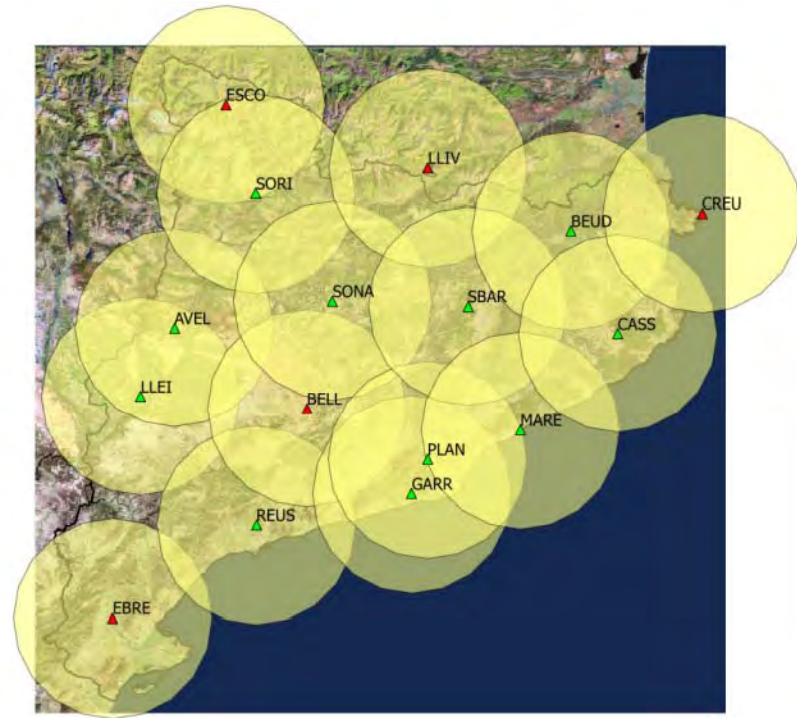 ESCO
LLIV
SORI
CREU
BEUD
SONA
SBAR
AVEL
CASS
LLEI
BELL
MARE
PLAN
GARR
REUS
EBRE